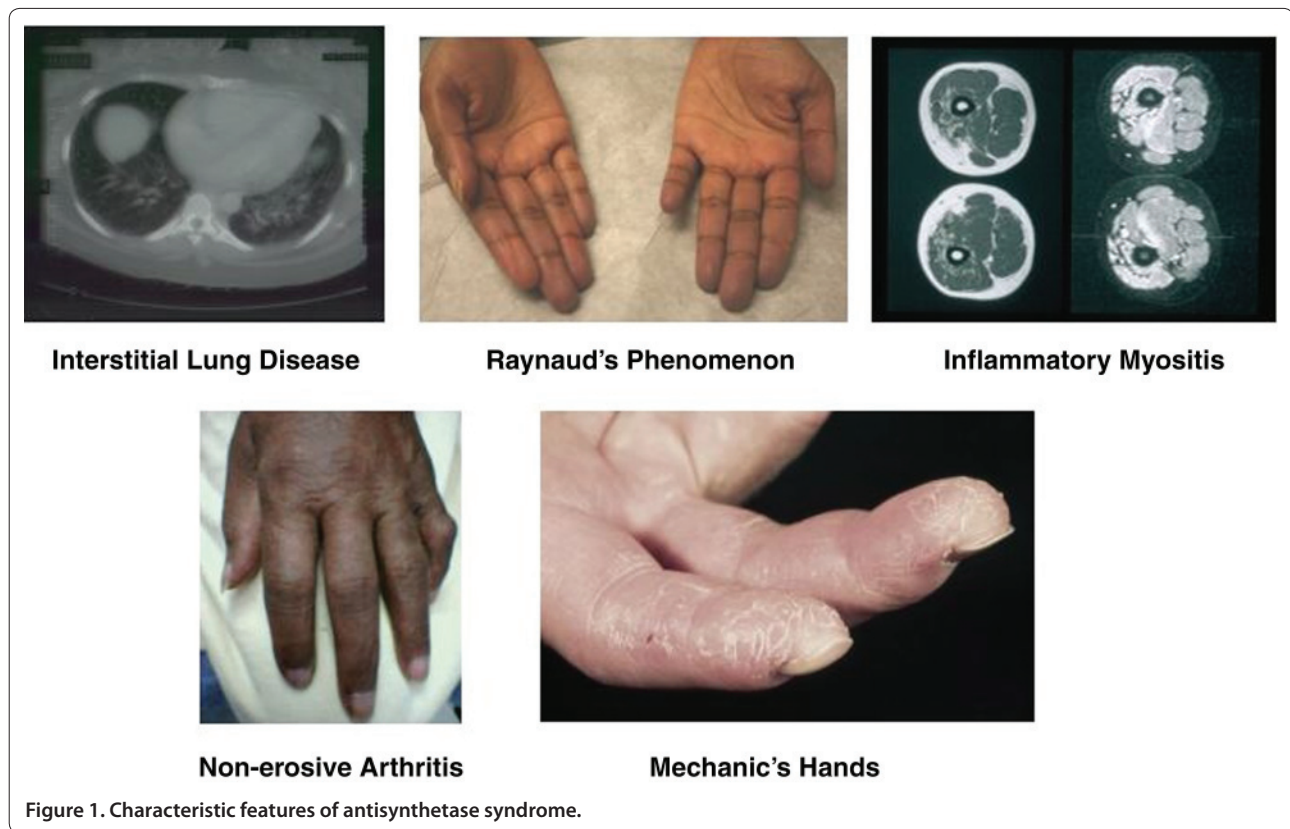 Interstitial Lung Disease
Raynaud's Phenomenon
Inflammatory Myositis
Non-erosive Arthritis
Mechanic's Hands
Figure 1. Characteristic features of antisynthetase syndrome.